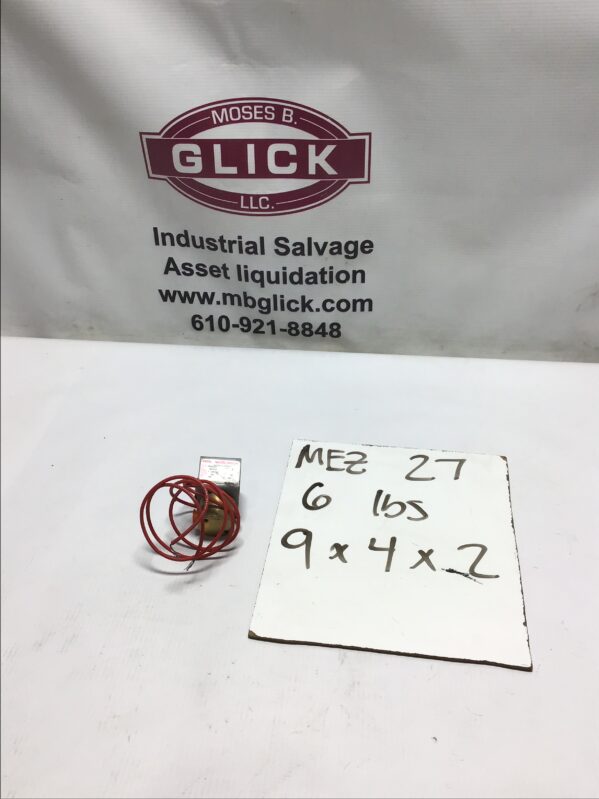 MOSES B.
GLICK
LLC.
Industrial Salvage
Asset liquidation
www.mbglick.com
610-921-8848
MEZ 27
6 lbs
9 x 4 x 2